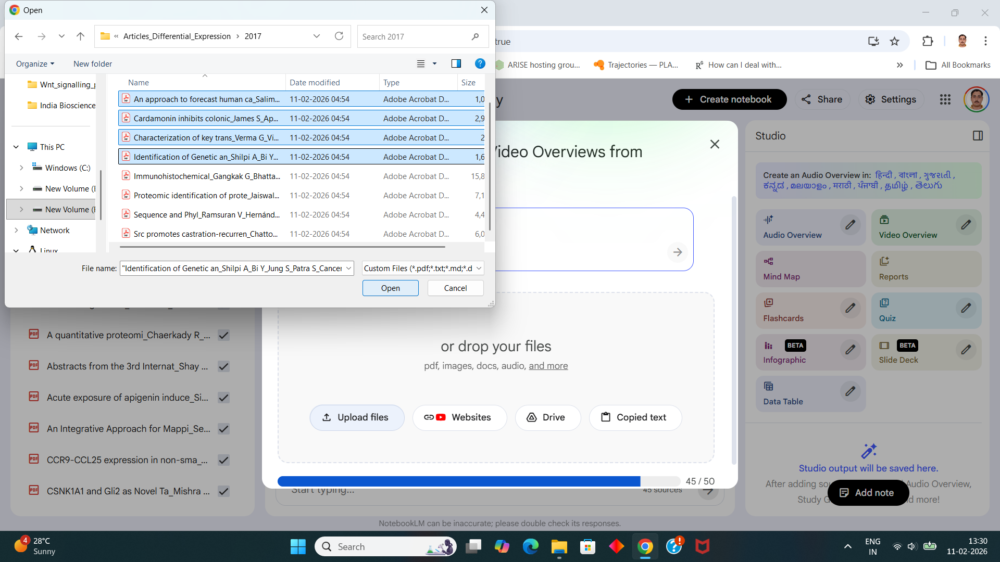 Open
« Articles_Differential_Expression > 2017
Search 2017
Organize
New folder
Wnt_signalling_
India Bioscience
This PC
Windows (C:)
New Volume (
New Volume (
Network
Linux
Name Date modified Type Size
An approach to forecast human ca_Salim... 11-02-2026 04:54 Adobe Acrobat D... 1,0
Cardamonin inhibits colonic_James S_Ap... 11-02-2026 04:54 Adobe Acrobat D... 2,9
Characterization of key trans_Verma G_Vi... 11-02-2026 04:54 Adobe Acrobat D... 2
Identification of Genetic an_Shilpi A_Bi Y... 11-02-2026 04:54 Adobe Acrobat D... 1,6
Immunohistochemical_Gangkak G_Bhatta... 11-02-2026 04:54 Adobe Acrobat D... 15,8
Proteomic identification of prote_Jaiswal... 11-02-2026 04:54 Adobe Acrobat D... 7,1
Sequence and Phyl_Ramsuran V_Hernánd... 11-02-2026 04:54 Adobe Acrobat D... 4,4
Src promotes castration-recurren_Chatto... 11-02-2026 04:54 Adobe Acrobat D... 6,0
File name: "Identification of Genetic an_Shilpi A_Bi Y_Jung S_Patra S_Cancer
Custom Files (*.pdf;*.txt;*.md;*.d
Open
Cancel
true
ARISE hosting grou...
Trajectories — PLA...
How can I deal with...
» All Bookmarks
y
+ Create notebook
Share
Settings
Video Overviews from
or drop your files
pdf, images, docs, audio, and more
Upload files
Websites
Drive
Copied text
45 / 50
Start typing...
45 sources
NotebookLM can be inaccurate; please double check its responses.
A quantitative proteomi_Chaerkady R_...
Abstracts from the 3rd Internat_Shay ...
Acute exposure of apigenin induce_Si...
An Integrative Approach for Mappi_Se...
CCR9-CCL25 expression in non-sma_...
CSNK1A1 and Gli2 as Novel Ta_Mishra ...
Studio
Create an Audio Overview in: हिन्दी , বাংলা , ગુજરાતી ,
ಕನ್ನಡ , മലയാളം , मराठी , ਪੰਜਾਬੀ , தமிழ் , తెలుగు
Audio Overview
Video Overview
Mind Map
Reports
Flashcards
Quiz
BETA
Infographic
BETA
Slide Deck
Data Table
Studio output will be saved here.
After adding so Audio Overview,
Study G d more!
Add note
4
28°C
Sunny
Search
ENG
IN
13:30
11-02-2026